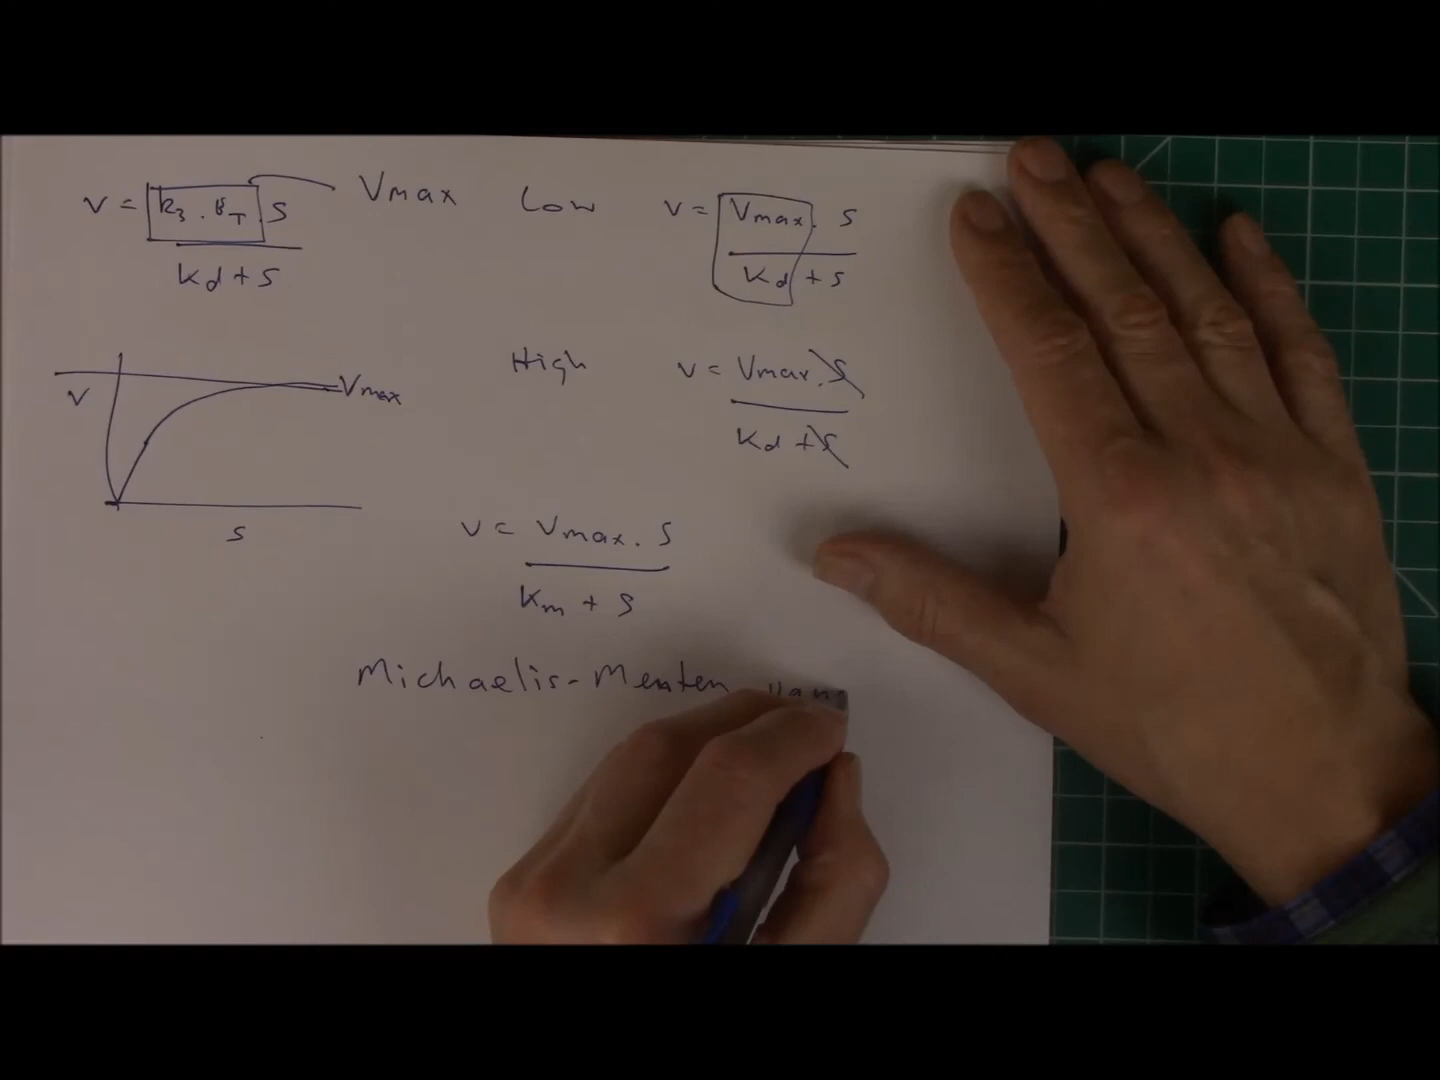 v = k3 . ET . S Vmax Low v = Vmax . S
kd + S kd + S
High v = Vmax . S
v Vmax
kd + S
S
v = Vmax . S
km + S
Michaelis-Menten